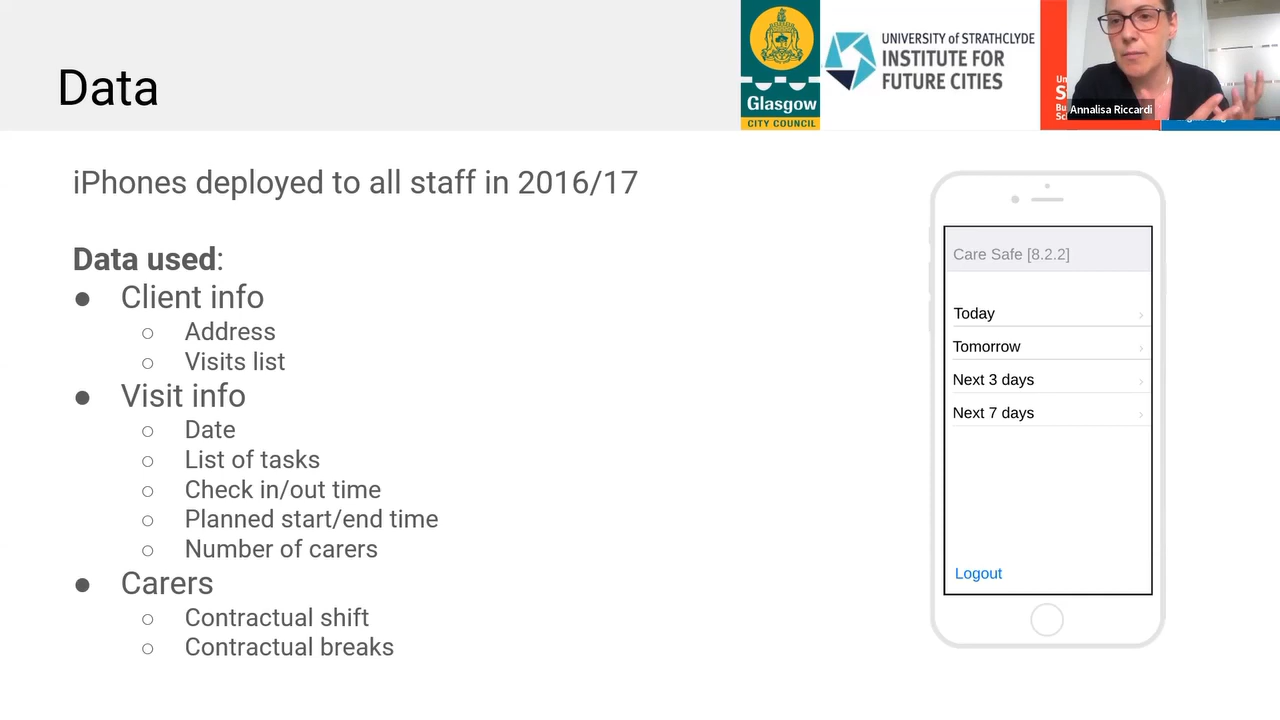 Data
Glasgow
CITY COUNCIL
UNIVERSITY of STRATHCLYDE
INSTITUTE FOR
FUTURE CITIES
Annalisa Riccardi
iPhones deployed to all staff in 2016/17
Data used:
● Client info
○ Address
○ Visits list
● Visit info
○ Date
○ List of tasks
○ Check in/out time
○ Planned start/end time
○ Number of carers
● Carers
○ Contractual shift
○ Contractual breaks
Care Safe [8.2.2]
Today
Tomorrow
Next 3 days
Next 7 days
Logout